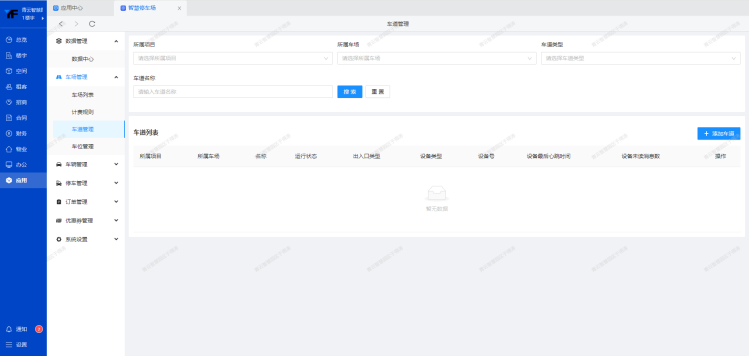 应用中心
智慧停车场
1楼宇
车道管理
总览
楼宇
空间
租客
招商
合同
财务
物业
办公
应用
通知
设置
数据管理
数据中心
车场管理
车场列表
计费规则
车道管理
车位管理
车辆管理
停车管理
订单管理
优惠券管理
系统设置
所属项目
所属车场
车道类型
请选择所属项目
请选择所属车场
请选择车道类型
车道名称
请输入车道名称
搜 索
重 置
车道列表
+ 添加车道
所属项目 所属车场 名称 运行状态 出入口类型 设备类型 设备号 设备最后心跳时间 设备未读消息数 操作
暂无数据